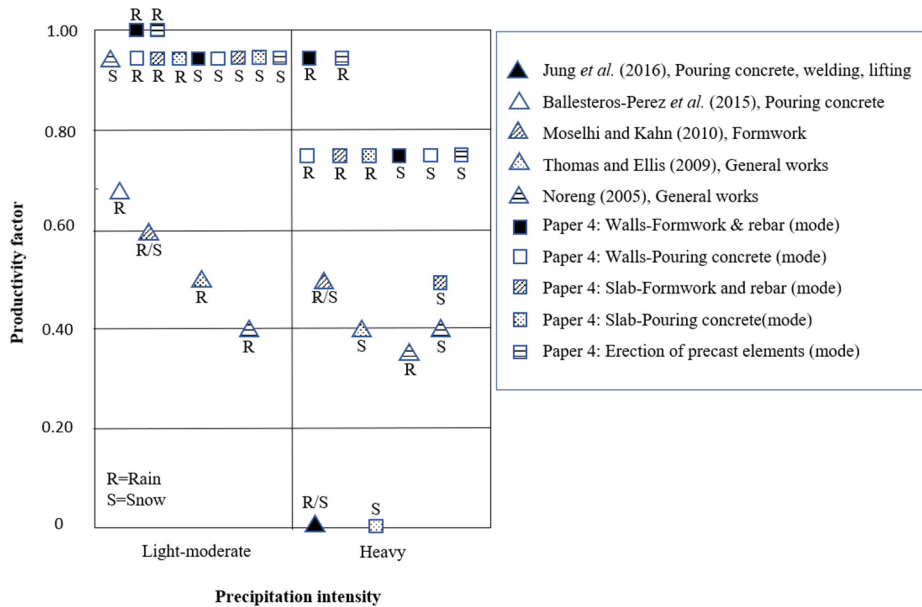 R R
1.00
S R R R S S S S S
R R
0.80
R R R S S S
R
0.60
R/S
R
R/S
S
0.40
R
S
R
S
0.20
R=Rain
S=Snow
R/S
S
0
Light-moderate
Heavy
Precipitation intensity
Productivity factor
Jung et al. (2016), Pouring concrete, welding, lifting
Ballesteros-Perez et al. (2015), Pouring concrete
Moselhi and Kahn (2010), Formwork
Thomas and Ellis (2009), General works
Noreng (2005), General works
Paper 4: Walls-Formwork & rebar (mode)
Paper 4: Walls-Pouring concrete (mode)
Paper 4: Slab-Formwork and rebar (mode)
Paper 4: Slab-Pouring concrete(mode)
Paper 4: Erection of precast elements (mode)